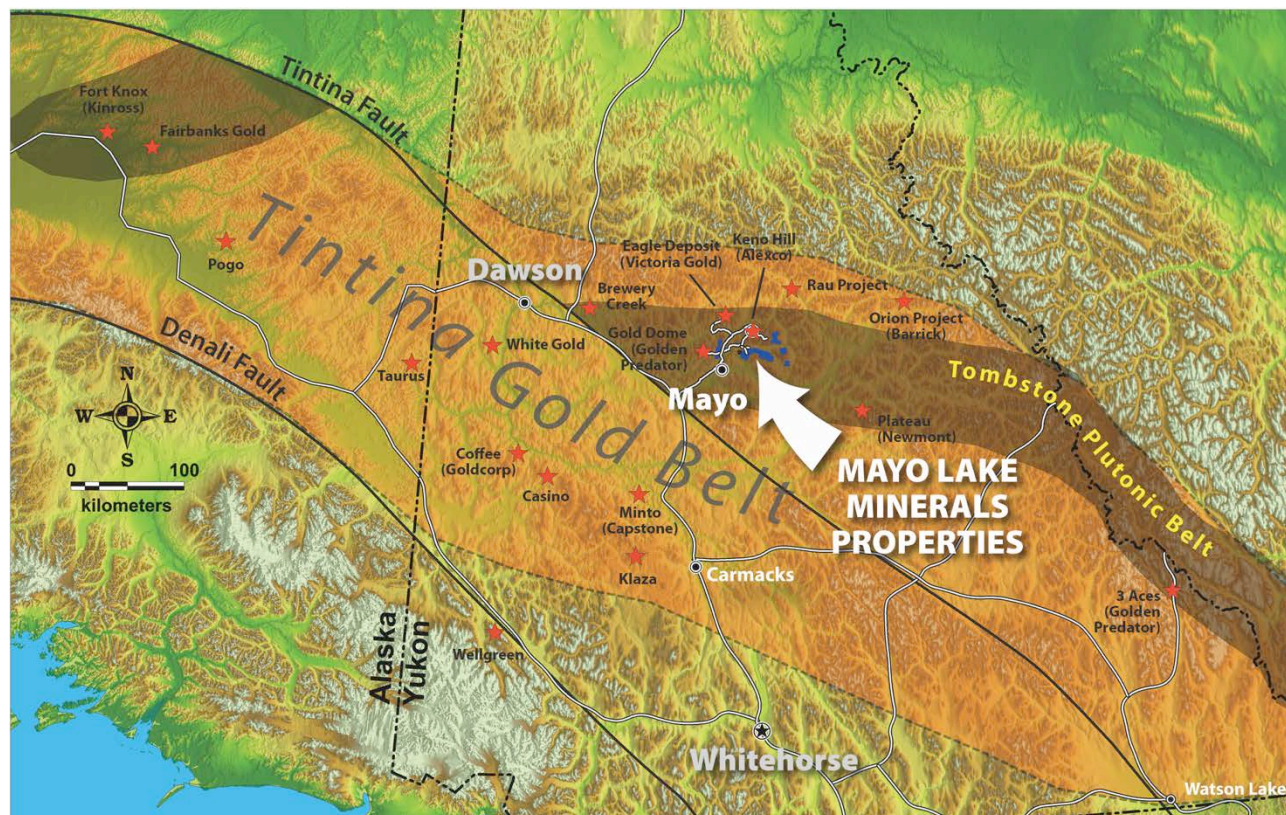 Tintina Fault
Fort Knox
(Kinross)
Fairbanks Gold
Pogo
Tintina Gold Belt
Denali Fault
Dawson
Brewery
Creek
Eagle Deposit
(Victoria Gold)
Keno Hill
(Alexco)
Rau Project
Orion Project
(Barrick)
Gold Dome
(Golden
Predator)
White Gold
Taurus
Mayo
Tombstone Plutonic Belt
Plateau
(Newmont)
N
W
E
S
0
100
kilometers
Coffee
(Goldcorp)
Casino
Minto
(Capstone)
Klaza
MAYO LAKE
MINERALS
PROPERTIES
Carmacks
3 Aces
(Golden
Predator)
Alaska
Yukon
Wellgreen
Whitehorse
Watson Lake